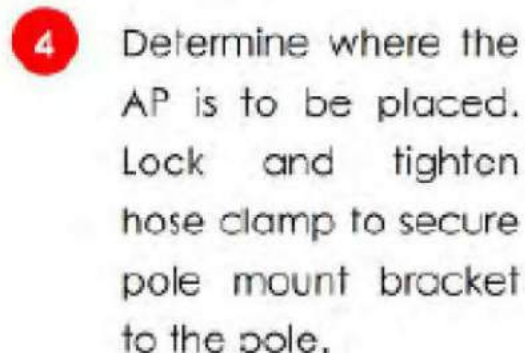 4 Determine where the
AP is to be placed.
Lock and tighten
hose clamp to secure
pole mount bracket
to the pole.